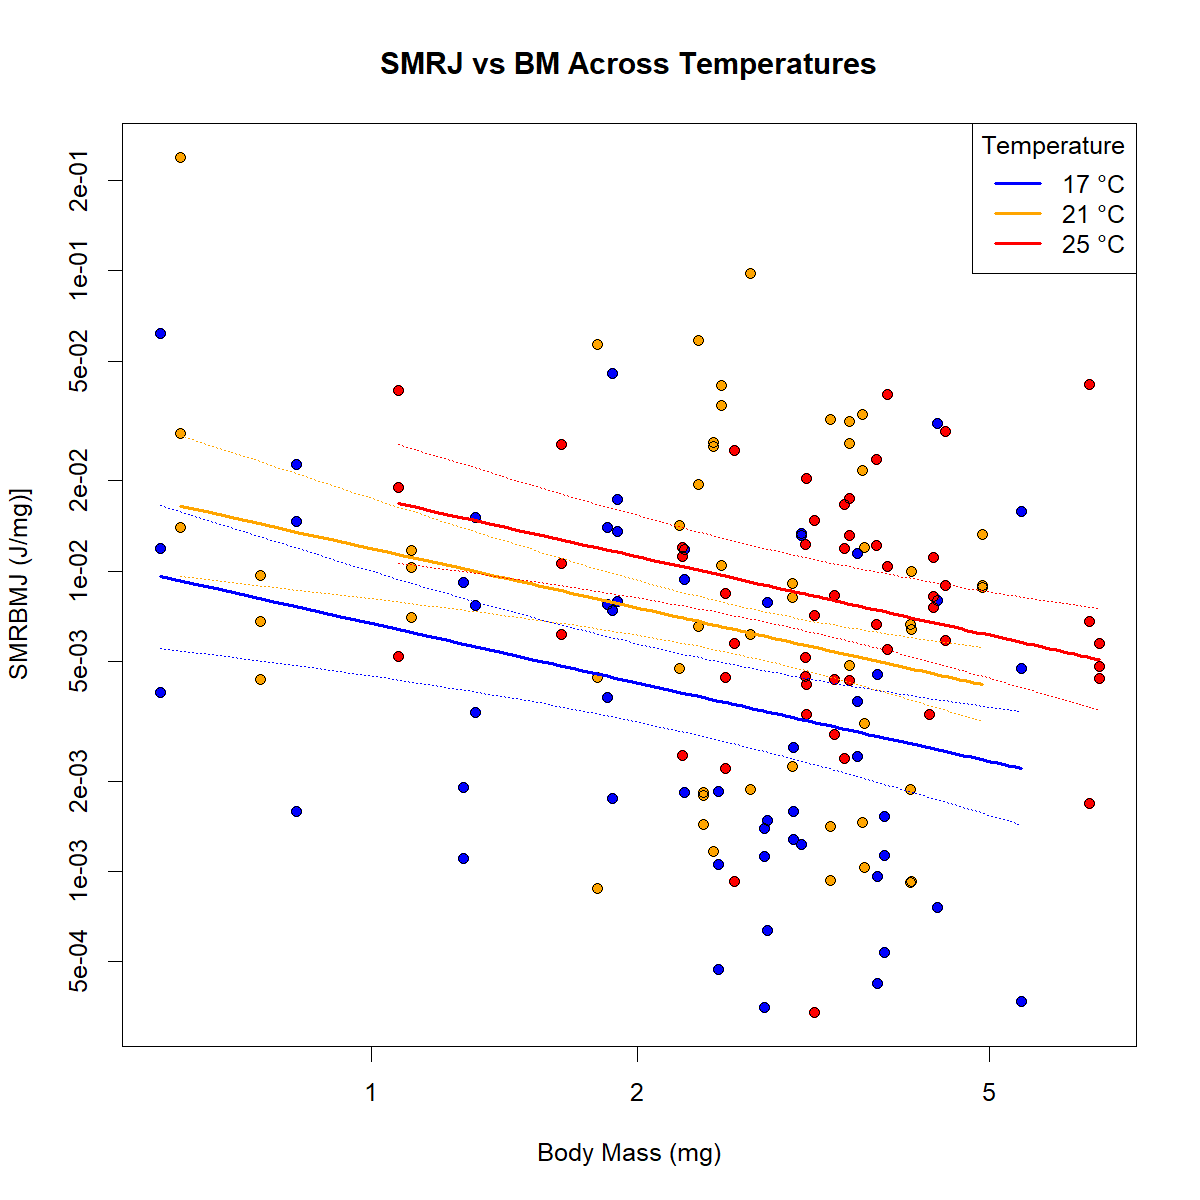 SMRJ vs BM Across Temperatures
Temperature
17 °C
21 °C
25 °C
SMRBMJ (J/mg)]
2e-01
1e-01
5e-02
2e-02
1e-02
5e-03
2e-03
1e-03
5e-04
1
2
5
Body Mass (mg)